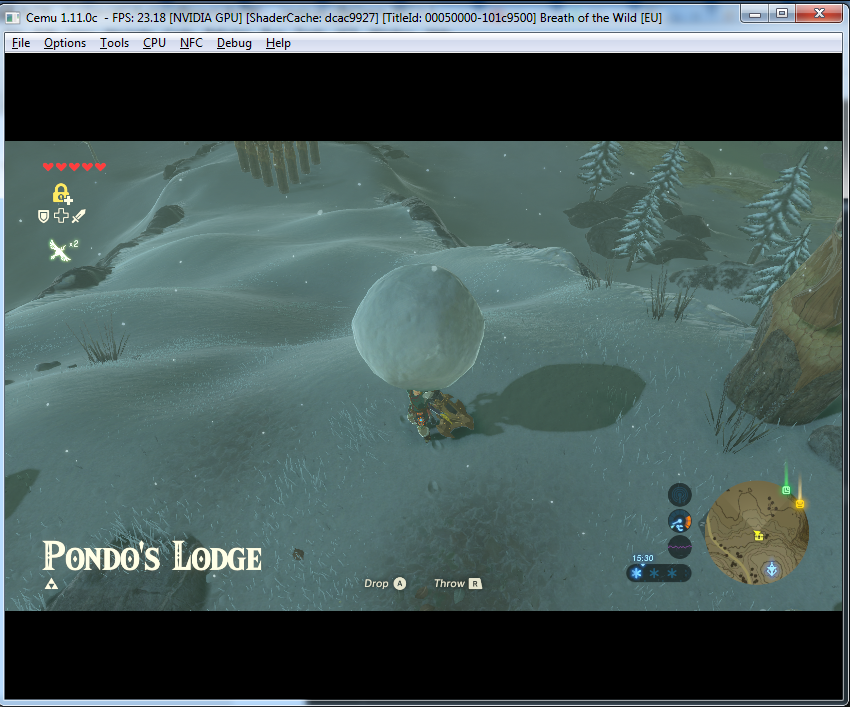 Cemu 1.11.0c - FPS: 23.18 [NVIDIA GPU] [ShaderCache: dcac9927] [TitleId: 00050000-101c9500] Breath of the Wild [EU]
File Options Tools CPU NFC Debug Help
×2
15:30
Pondo's Lodge
Drop A Throw R